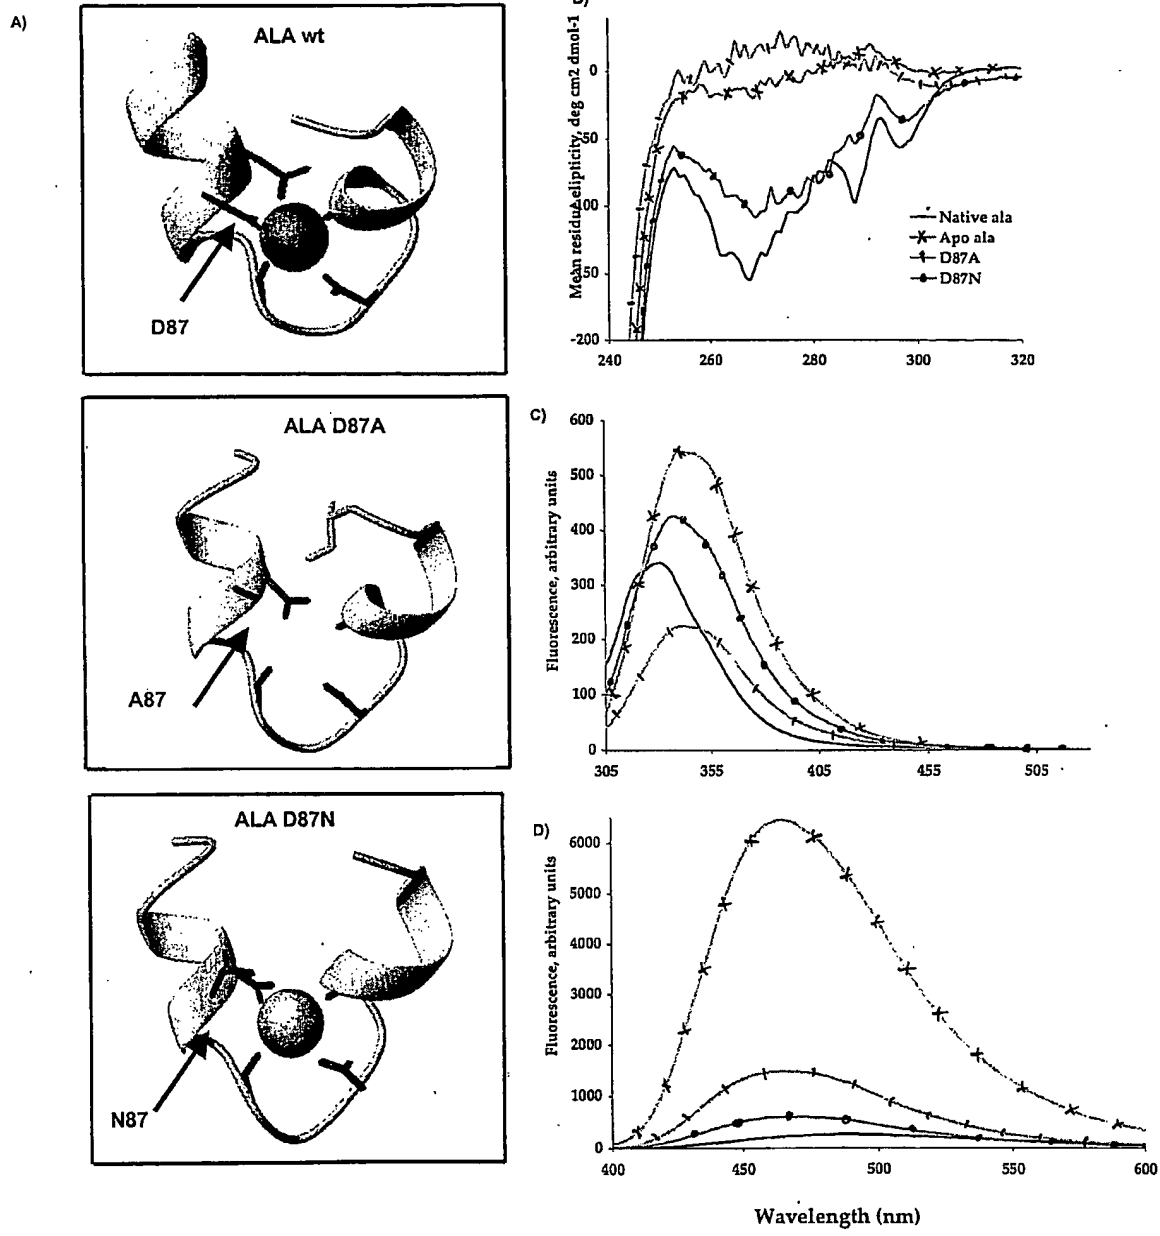 A)
ALA wt
D87
ALA D87A
A87
ALA D87N
N87
Mean residue elipticity, deg cm2 dmol-1
0
-100
-200
240
260
280
300
320
Native ala
Apo ala
D87A
D87N
C)
Fluorescence, arbitrary units
600
500
400
300
200
100
0
305
355
405
455
505
D)
Fluorescence, arbitrary units
6000
5000
4000
3000
2000
1000
0
400
450
500
550
600
Wavelength (nm)